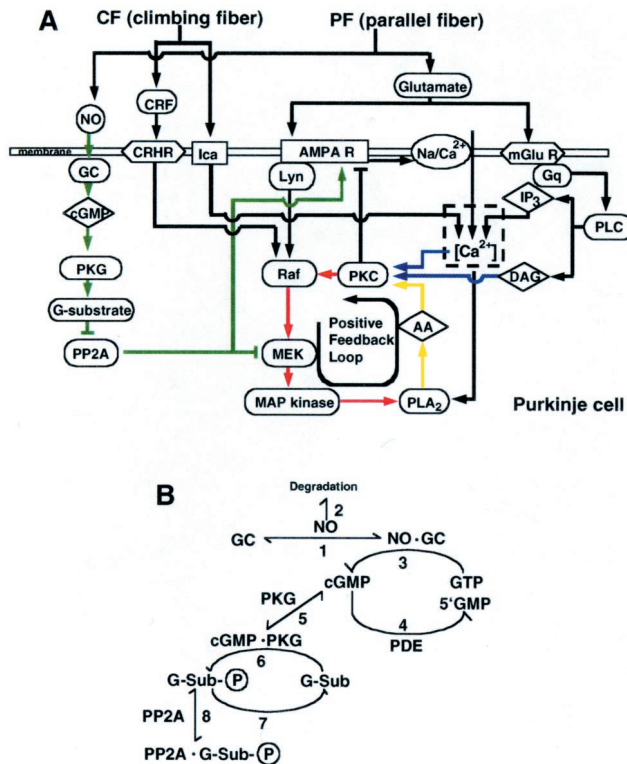 A
CF (climbing fiber)
PF (parallel fiber)
Glutamate
NO
CRF
membrane
CRHR
Ica
AMPA R
Na/Ca2+
mGlu R
GC
Lyn
Gq
cGMP
IP3
PLC
[Ca2+]
PKG
Raf
PKC
DAG
G-substrate
Positive
Feedback
Loop
AA
PP2A
MEK
MAP kinase
PLA2
Purkinje cell
B
Degradation
2
NO
GC
NO·GC
1
3
cGMP
GTP
PKG
5'GMP
5
4
PDE
cGMP·PKG
6
G-Sub-P
G-Sub
PP2A
8
7
PP2A·G-Sub-P